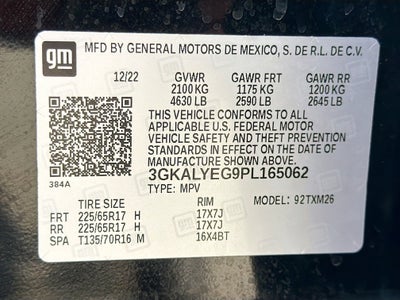 gm
MFD BY GENERAL MOTORS DE MEXICO, S. DE R.L. DE C.V.
12/22 GVWR GAWR FRT GAWR RR
2100 KG 1175 KG 1200 KG
4630 LB 2590 LB 2645 LB
THIS VEHICLE CONFORMS TO ALL
APPLICABLE U.S. FEDERAL MOTOR
VEHICLE SAFETY AND THEFT
PREVENTION STANDARDS IN
EFFECT ON THE DATE OF
MANUFACTURE SHOWN ABOVE.
384A
3GKALYEG9PL165062
TYPE: MPV MODEL: 92TXM26
TIRE SIZE RIM
FRT 225/65R17 H 17X7J
RR 225/65R17 H 17X7J
SPA T135/70R16 M 16X4BT